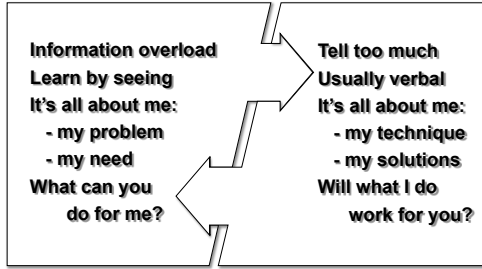 Information overload
Learn by seeing
It's all about me:
- my problem
- my need
What can you
do for me?
Tell too much
Usually verbal
It's all about me:
- my technique
- my solutions
Will what I do
work for you?